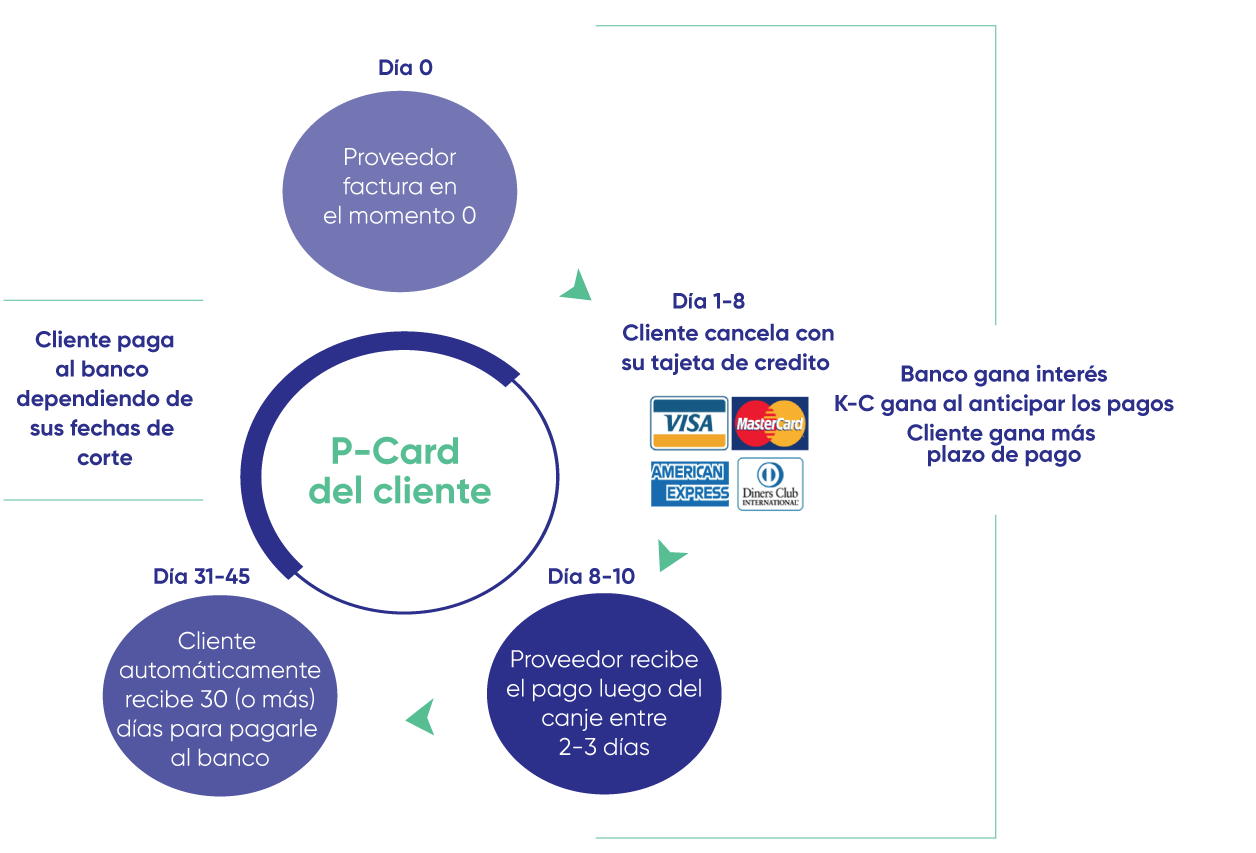 Día 0
Proveedor
factura en
el momento 0
Día 1-8
Cliente cancela con
su tajeta de credito
VISA
MasterCard
AMERICAN
EXPRESS
Diners Club
INTERNATIONAL
Banco gana interés
K-C gana al anticipar los pagos
Cliente gana más
plazo de pago
Cliente paga
al banco
dependiendo de
sus fechas de
corte
P-Card
del cliente
Día 8-10
Proveedor recibe
el pago luego del
canje entre
2-3 días
Día 31-45
Cliente
automáticamente
recibe 30 (o más)
días para pagarle
al banco